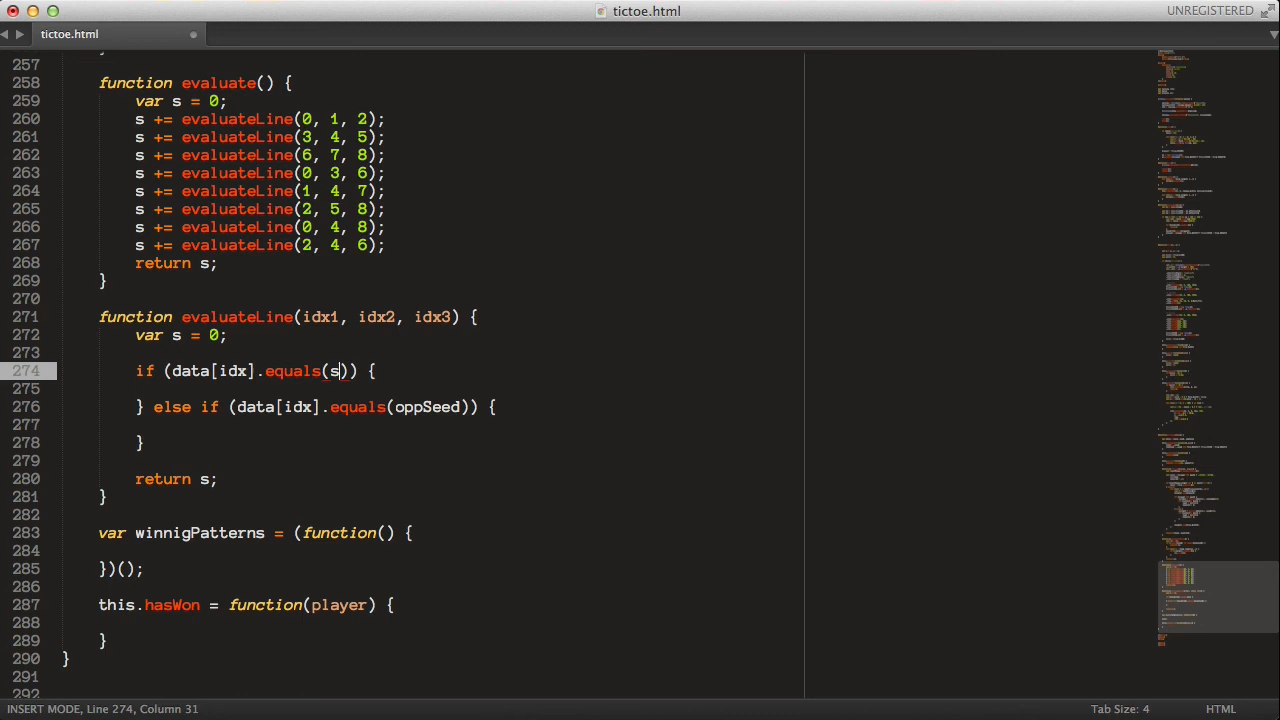 tictoe.html
UNREGISTERED
tictoe.html
257 }
258 function evaluate() {
259 var s = 0;
260 s += evaluateLine(0, 1, 2);
261 s += evaluateLine(3, 4, 5);
262 s += evaluateLine(6, 7, 8);
263 s += evaluateLine(0, 3, 6);
264 s += evaluateLine(1, 4, 7);
265 s += evaluateLine(2, 5, 8);
266 s += evaluateLine(0, 4, 8);
267 s += evaluateLine(2, 4, 6);
268 return s;
269 }
270
271 function evaluateLine(idx1, idx2, idx3) {
272 var s = 0;
273
274 if (data[idx].equals(s)) {
275
276 } else if (data[idx].equals(oppSeed)) {
277
278 }
279
280 return s;
281 }
282
283 var winnigPatterns = (function() {
284
285 })();
286
287 this.hasWon = function(player) {
288
289 }
290 }
291
292
INSERT MODE, Line 274, Column 31
Tab Size: 4
HTML